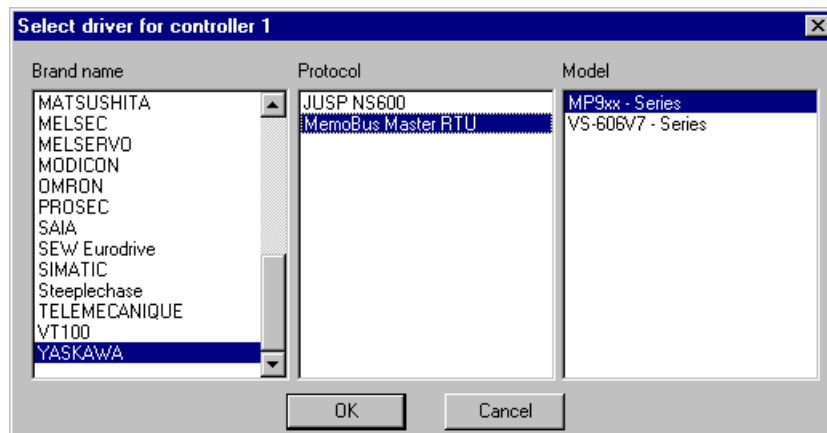 Select driver for controller 1
Brand name
MATSUSHITA
MELSEC
MELSERVO
MODICON
OMRON
PROSEC
SAIA
SEW Eurodrive
SIMATIC
Steeplechase
TELEMECANIQUE
VT100
YASKAWA
Protocol
JUSP NS600
MemoBus Master RTU
Model
MP9xx - Series
VS-606V7 - Series
OK
Cancel